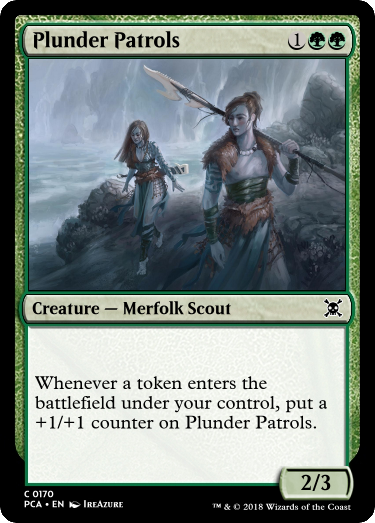 Plunder Patrols 1
Creature — Merfolk Scout
Whenever a token enters the
battlefield under your control, put a
+1/+1 counter on Plunder Patrols.
2/3
C 0170
PCA • EN IREAZURE
™ & © 2018 Wizards of the Coast